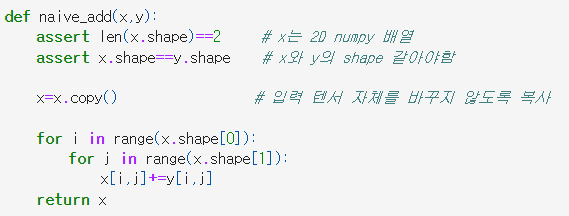 def naive_add(x,y):
    assert len(x.shape)==2    # x는 2D numpy 배열
    assert x.shape==y.shape   # x와 y의 shape 같아야함
    x=x.copy()                # 입력 텐서 자체를 바꾸지 않도록 복사
    for i in range(x.shape[0]):
        for j in range(x.shape[1]):
            x[i,j]+=y[i,j]
    return x